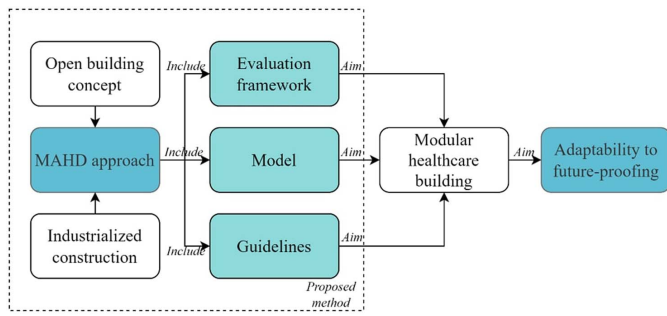 Open building
concept
MAHD approach
Industrialized
construction
Include
Include
Include
Evaluation
framework
Model
Guidelines
Proposed
method
Aim
Aim
Aim
Modular
healthcare
building
Aim
Adaptability to
future-proofing